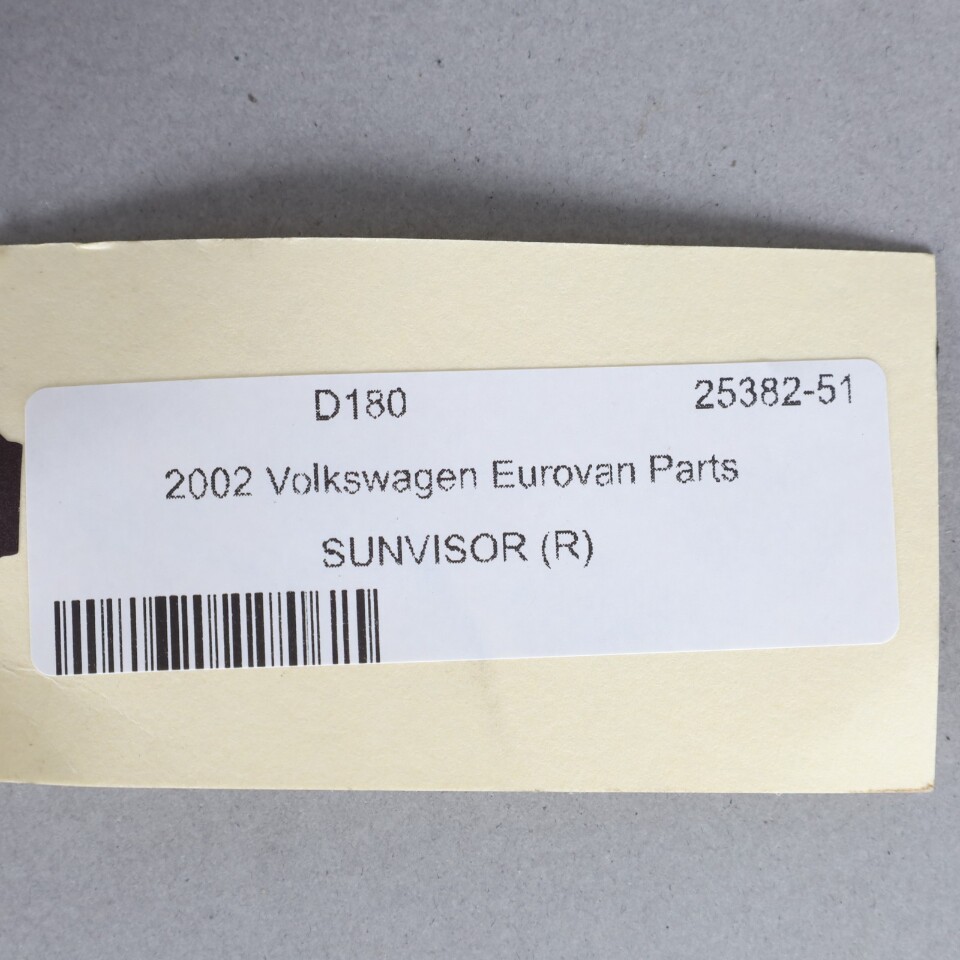 D180 25382-51
2002 Volkswagen Eurovan Parts
SUNVISOR (R)